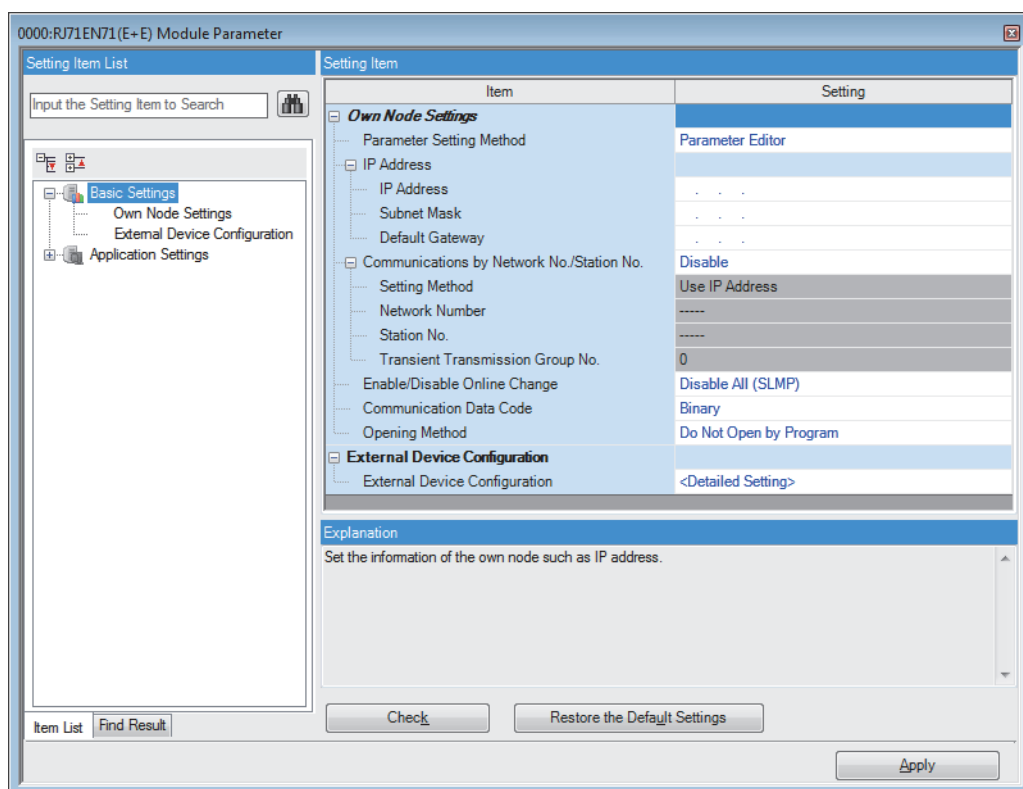 0000:RJ71EN71(E+E) Module Parameter
Setting Item List
Input the Setting Item to Search
Basic Settings
Own Node Settings
External Device Configuration
Application Settings
Item List Find Result
Setting Item
Item Setting
Own Node Settings
Parameter Setting Method Parameter Editor
IP Address
IP Address . . .
Subnet Mask . . .
Default Gateway . . .
Communications by Network No./Station No. Disable
Setting Method Use IP Address
Network Number -----
Station No. -----
Transient Transmission Group No. 0
Enable/Disable Online Change Disable All (SLMP)
Communication Data Code Binary
Opening Method Do Not Open by Program
External Device Configuration
External Device Configuration <Detailed Setting>
Explanation
Set the information of the own node such as IP address.
Check Restore the Default Settings
Apply